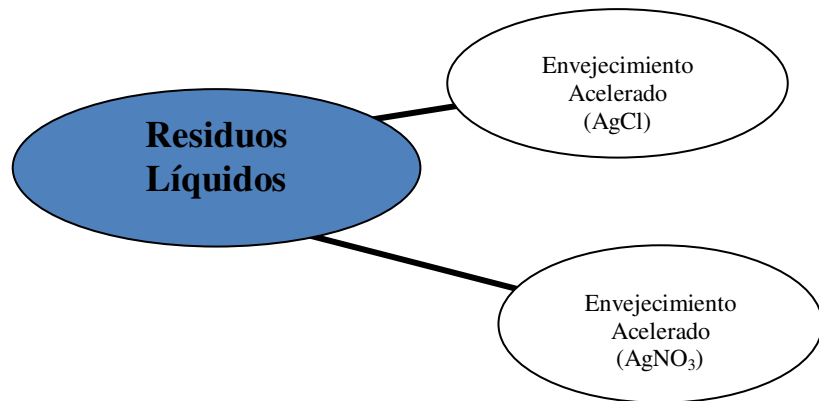 Residuos
Líquidos
Envejecimiento
Acelerado
(AgCl)
Envejecimiento
Acelerado
(AgNO₃)